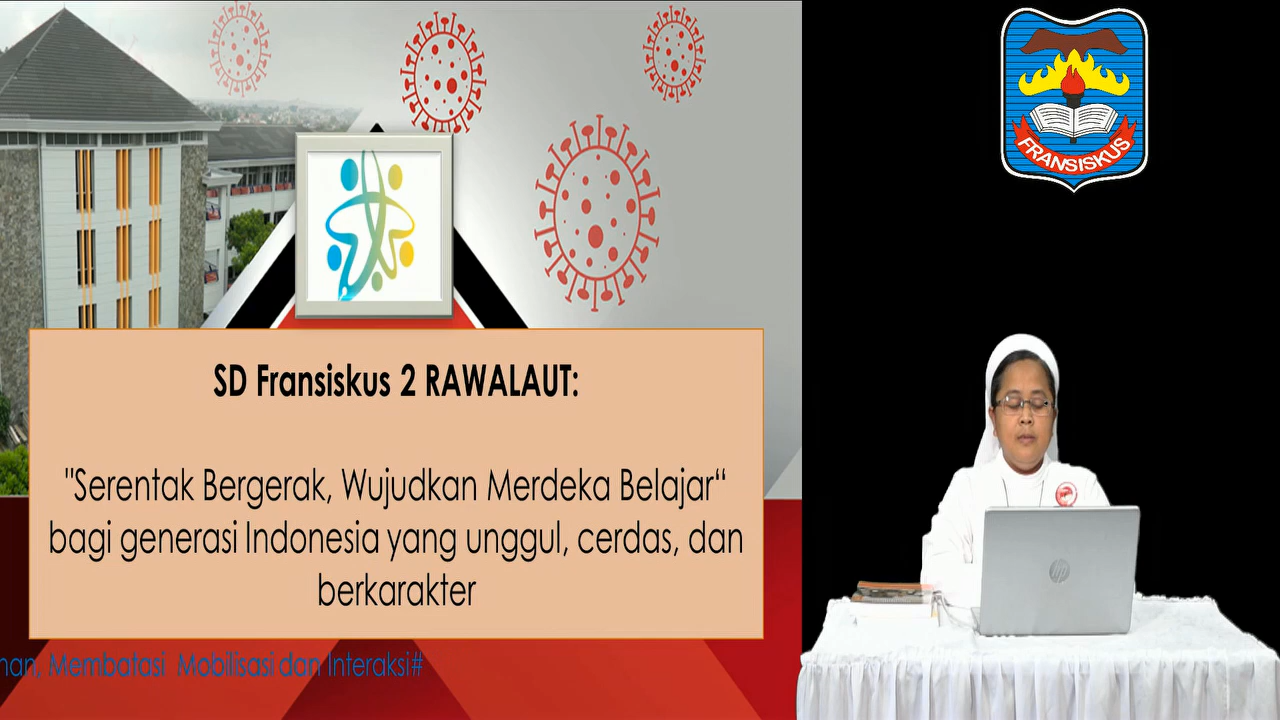 FRANSISKUS
SD Fransiskus 2 RAWALAUT:
"Serentak Bergerak, Wujudkan Merdeka Belajar“
bagi generasi Indonesia yang unggul, cerdas, dan
berkarakter
Membatasi Mobilisasi dan Interaksi#
hp